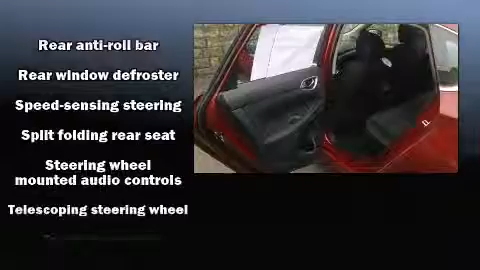 Rear anti-roll bar
Rear window defroster
Speed-sensing steering
Split folding rear seat
Steering wheel
mounted audio controls
Telescoping steering wheel